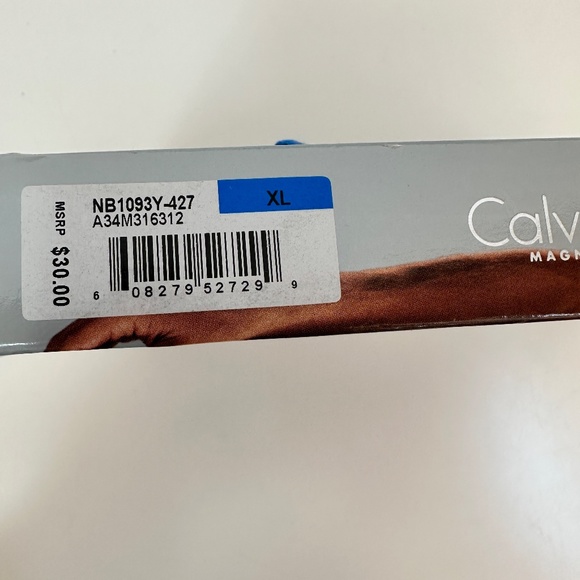 NB1093Y-427
XL
A34M316312
MSRP $30.00
6 08279 52729 9
Calv
MAGN